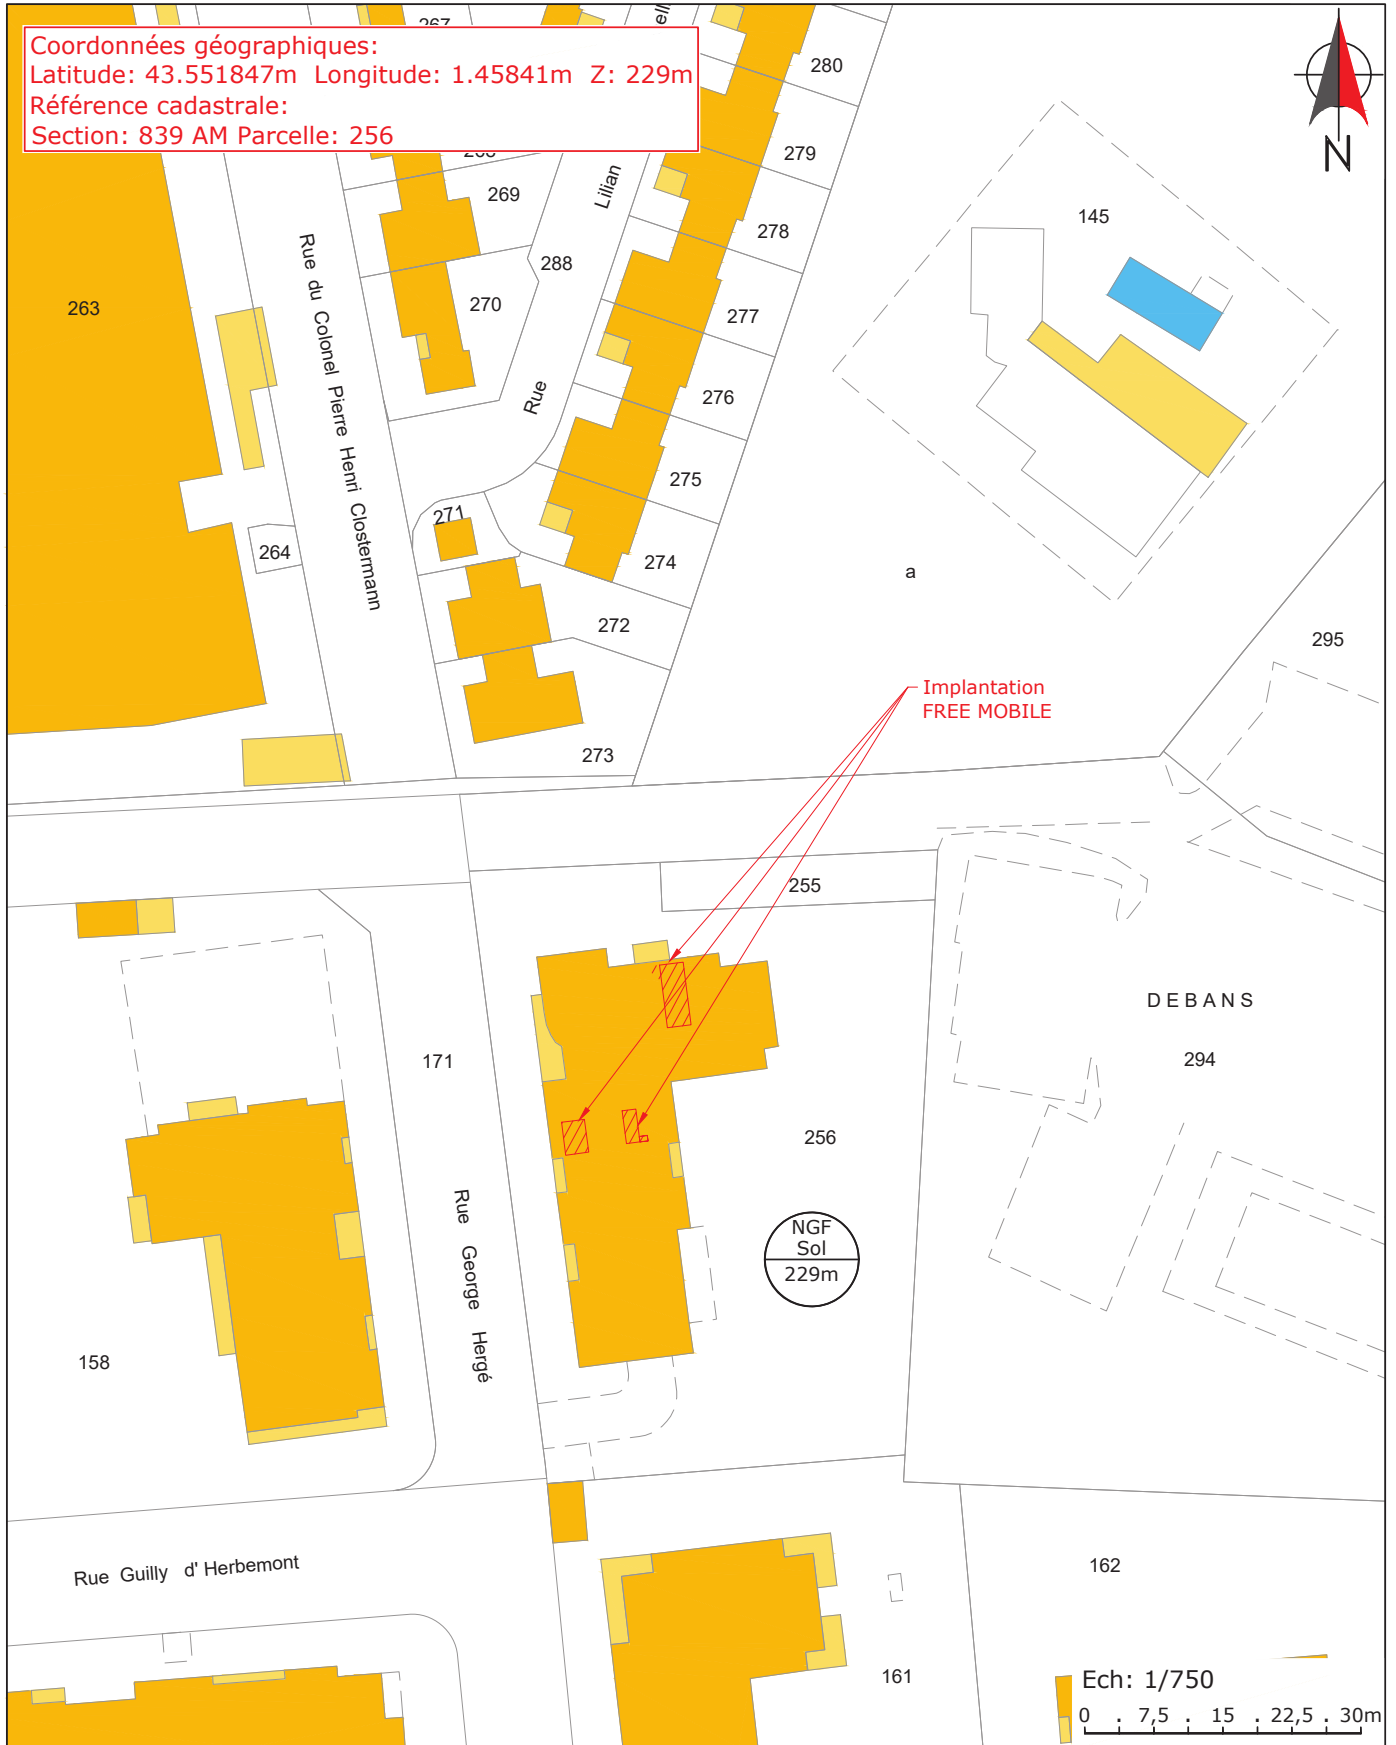 267
ell
Coordonnées géographiques:
Latitude: 43.551847m Longitude: 1.45841m Z: 229m
Référence cadastrale:
Section: 839 AM Parcelle: 256
280
N
279
269
Lilian
278
145
288
263
270
277
Rue du Colonel Pierre Henri Clostermann
276
Rue
275
271
264
274
a
272
295
Implantation
FREE MOBILE
273
255
DEBANS
171
294
256
Rue George Hergé
NGF
Sol
229m
158
Rue Guilly d'Herbemont
162
161
Ech: 1/750
0 . 7,5 . 15 . 22,5 . 30m